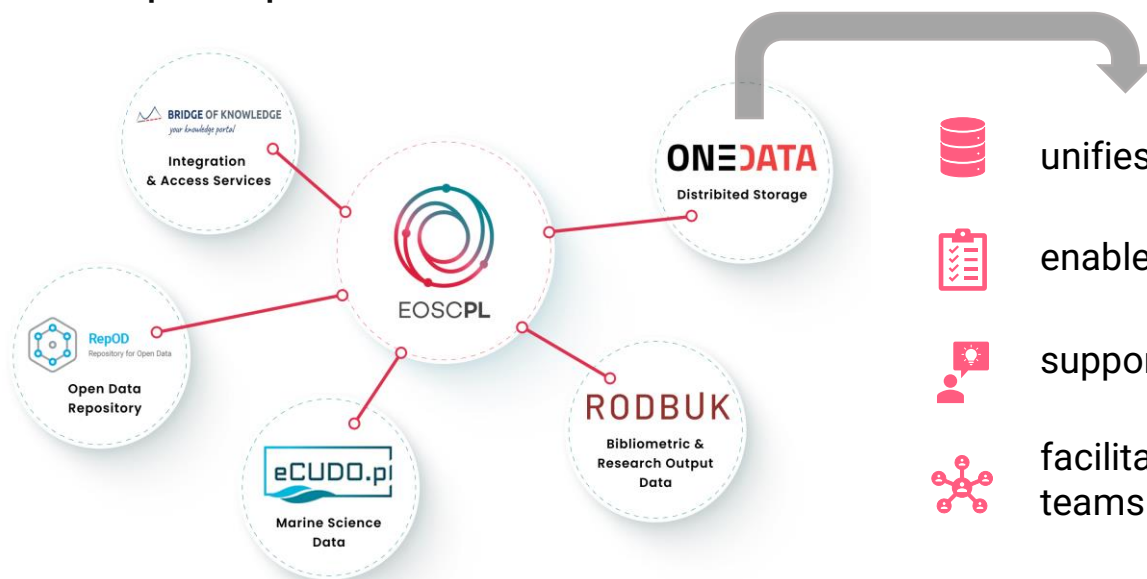 BRIDGE OF KNOWLEDGE
your knowledge portal
Integration
& Access Services
ONEDATA
Distribited Storage
EOSCPL
RepOD
Repository for Open Data
Open Data
Repository
eCUDO.pl
Marine Science
Data
RODBUK
Bibliometric &
Research Output
Data
unifies
enable
suppor
facilita
teams